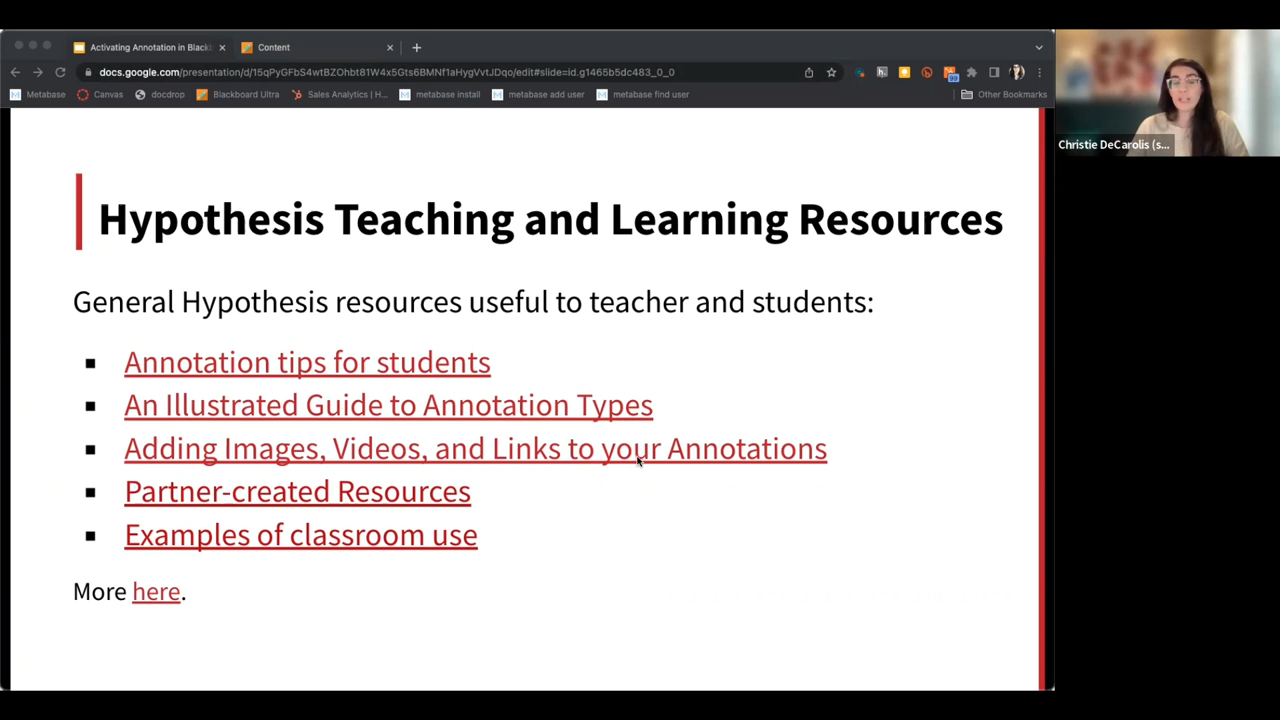 Activating Annotation in Blackb
Content
docs.google.com/presentation/d/15qPyGFbS4wtBZOhbt81W4x5Gts6BMNf1aHygVvtJDqo/edit#slide=id.g1465b5dc483_0_0
Metabase
Canvas
docdrop
Blackboard Ultra
Sales Analytics | H...
metabase install
metabase add user
metabase find user
Other Bookmarks
Christie DeCarolis (s...
Hypothesis Teaching and Learning Resources
General Hypothesis resources useful to teacher and students:
Annotation tips for students
An Illustrated Guide to Annotation Types
Adding Images, Videos, and Links to your Annotations
Partner-created Resources
Examples of classroom use
More here.